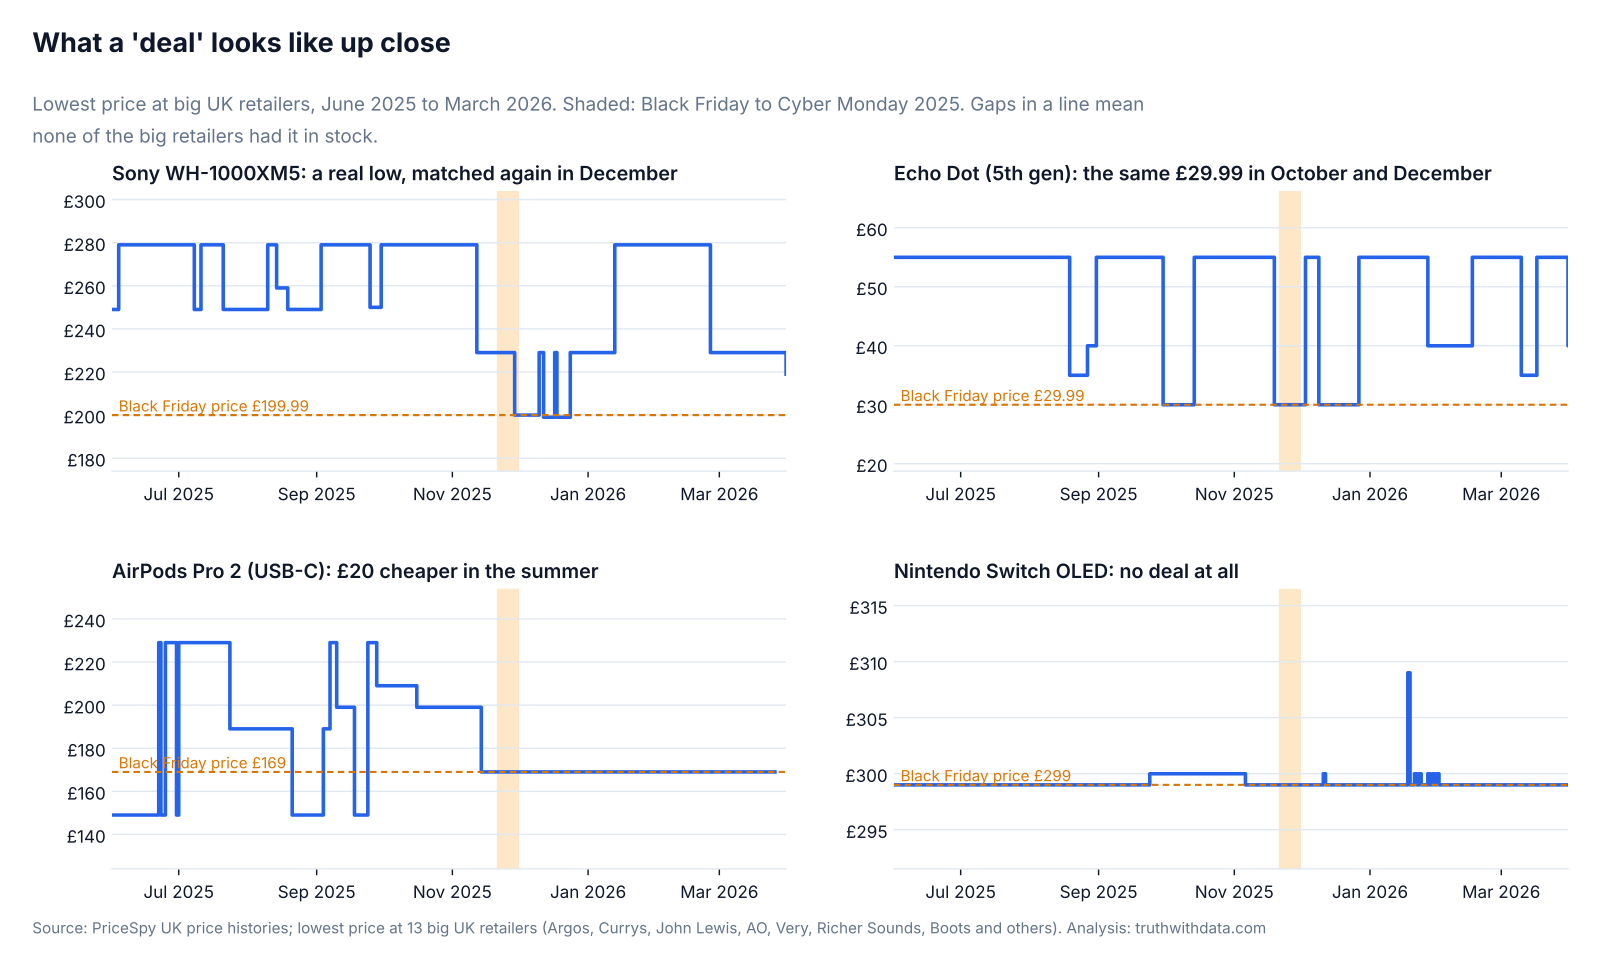 What a 'deal' looks like up close
Lowest price at big UK retailers, June 2025 to March 2026. Shaded: Black Friday to Cyber Monday 2025. Gaps in a line mean
none of the big retailers had it in stock.
Sony WH-1000XM5: a real low, matched again in December
£300
£280
£260
£240
£220
£200
£180
Black Friday price £199.99
Jul 2025 Sep 2025 Nov 2025 Jan 2026 Mar 2026
Echo Dot (5th gen): the same £29.99 in October and December
£60
£50
£40
£30
£20
Black Friday price £29.99
Jul 2025 Sep 2025 Nov 2025 Jan 2026 Mar 2026
AirPods Pro 2 (USB-C): £20 cheaper in the summer
£240
£220
£200
£180
£160
£140
Black Friday price £169
Jul 2025 Sep 2025 Nov 2025 Jan 2026 Mar 2026
Nintendo Switch OLED: no deal at all
£315
£310
£305
£300
£295
Black Friday price £299
Jul 2025 Sep 2025 Nov 2025 Jan 2026 Mar 2026
Source: PriceSpy UK price histories; lowest price at 13 big UK retailers (Argos, Currys, John Lewis, AO, Very, Richer Sounds, Boots and others). Analysis: truthwithdata.com